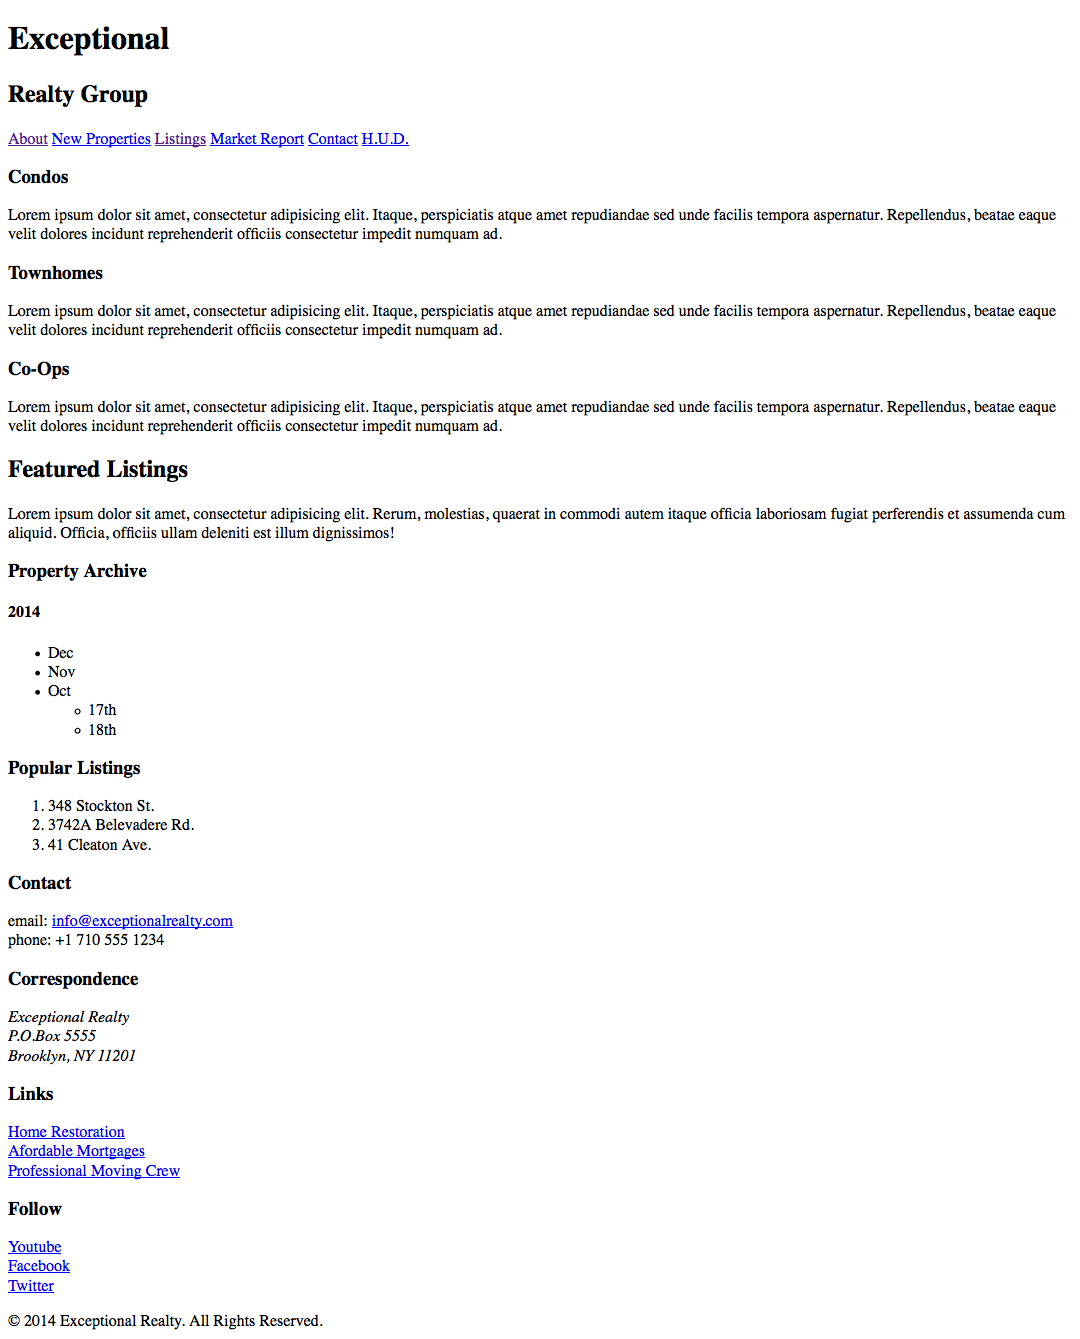 Exceptional
Realty Group
About New Properties Listings Market Report Contact H.U.D.
Condos
Lorem ipsum dolor sit amet, consectetur adipisicing elit. Itaque, perspiciatis atque amet repudiandae sed unde facilis tempora aspernatur. Repellendus, beatae eaque
velit dolores incidunt reprehenderit officiis consectetur impedit numquam ad.
Townhomes
Lorem ipsum dolor sit amet, consectetur adipisicing elit. Itaque, perspiciatis atque amet repudiandae sed unde facilis tempora aspernatur. Repellendus, beatae eaque
velit dolores incidunt reprehenderit officiis consectetur impedit numquam ad.
Co-Ops
Lorem ipsum dolor sit amet, consectetur adipisicing elit. Itaque, perspiciatis atque amet repudiandae sed unde facilis tempora aspernatur. Repellendus, beatae eaque
velit dolores incidunt reprehenderit officiis consectetur impedit numquam ad.
Featured Listings
Lorem ipsum dolor sit amet, consectetur adipisicing elit. Rerum, molestias, quaerat in commodi autem itaque officia laboriosam fugiat perferendis et assumenda cum
aliquid. Officia, officiis ullam deleniti est illum dignissimos!
Property Archive
2014
• Dec
• Nov
• Oct
◦ 17th
◦ 18th
Popular Listings
1. 348 Stockton St.
2. 3742A Belevadere Rd.
3. 41 Cleaton Ave.
Contact
email: info@exceptionalrealty.com
phone: +1 710 555 1234
Correspondence
Exceptional Realty
P.O.Box 5555
Brooklyn, NY 11201
Links
Home Restoration
Afordable Mortgages
Professional Moving Crew
Follow
Youtube
Facebook
Twitter
© 2014 Exceptional Realty. All Rights Reserved.